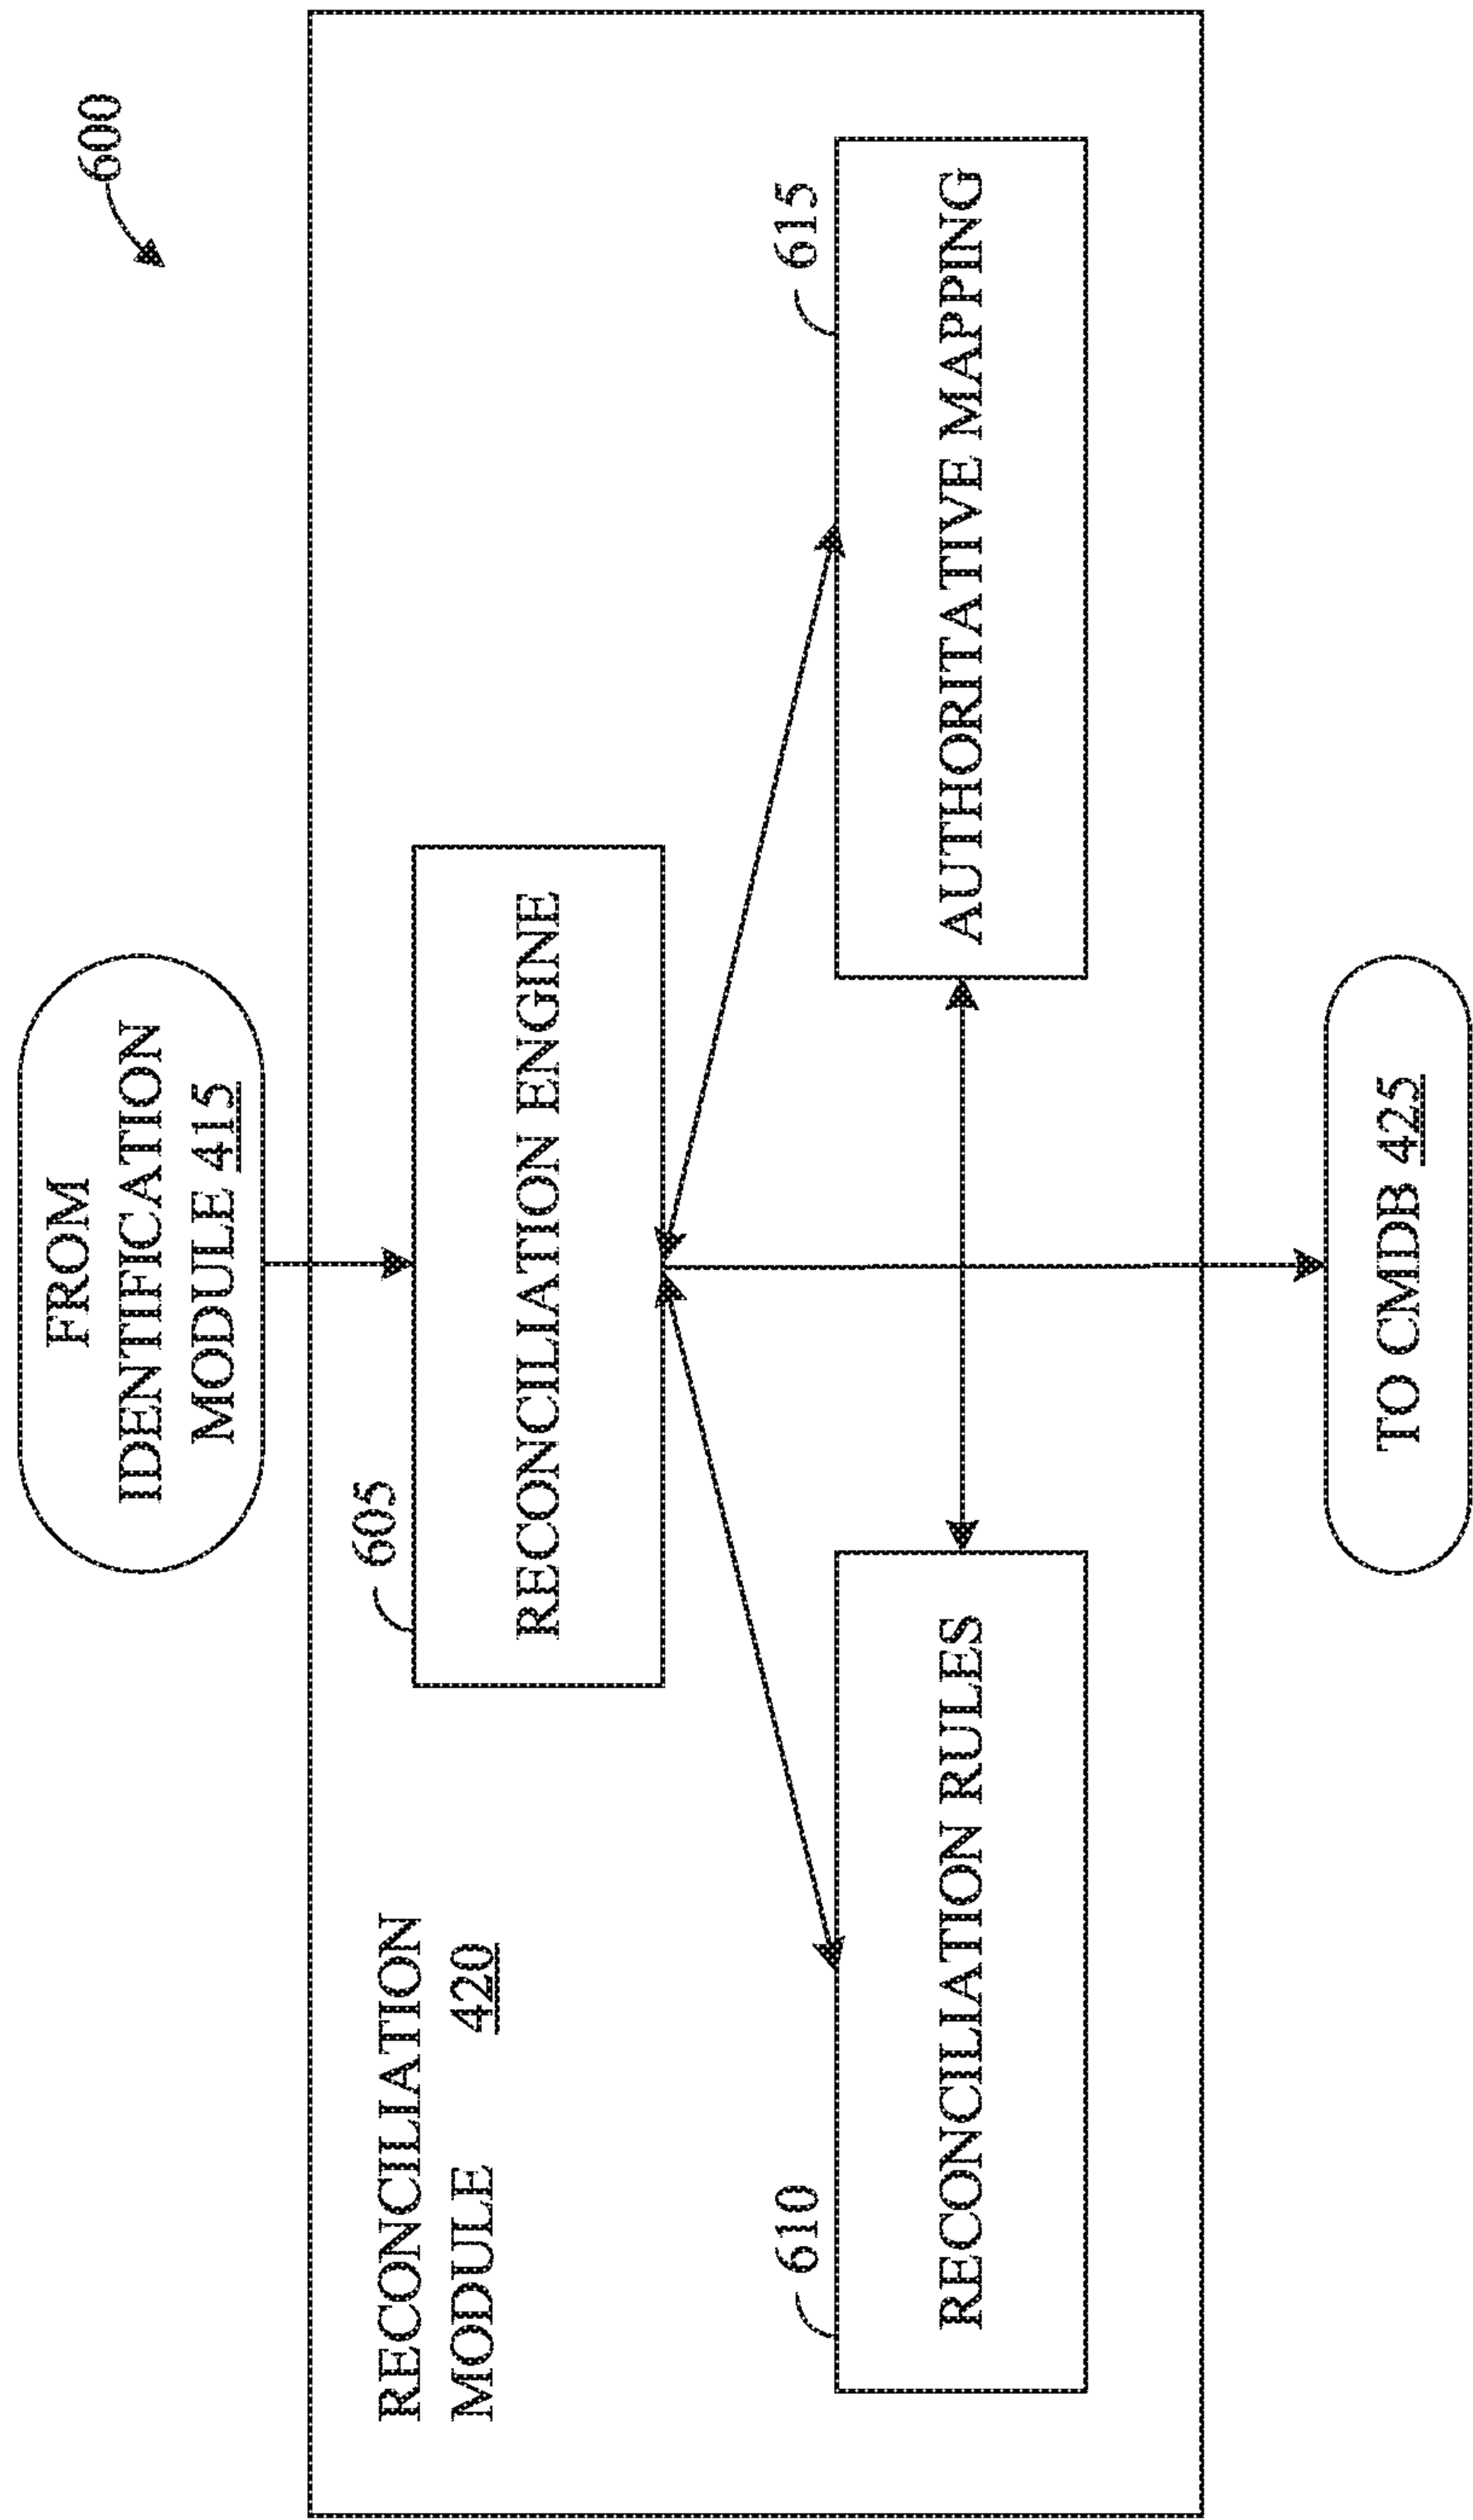 600
FROM
IDENTIFICATION
MODULE 415
RECONCILIATION
MODULE 420
605
RECONCILIATION ENGINE
610
RECONCILIATION RULES
615
AUTHORITATIVE MAPPING
TO CMDB 425